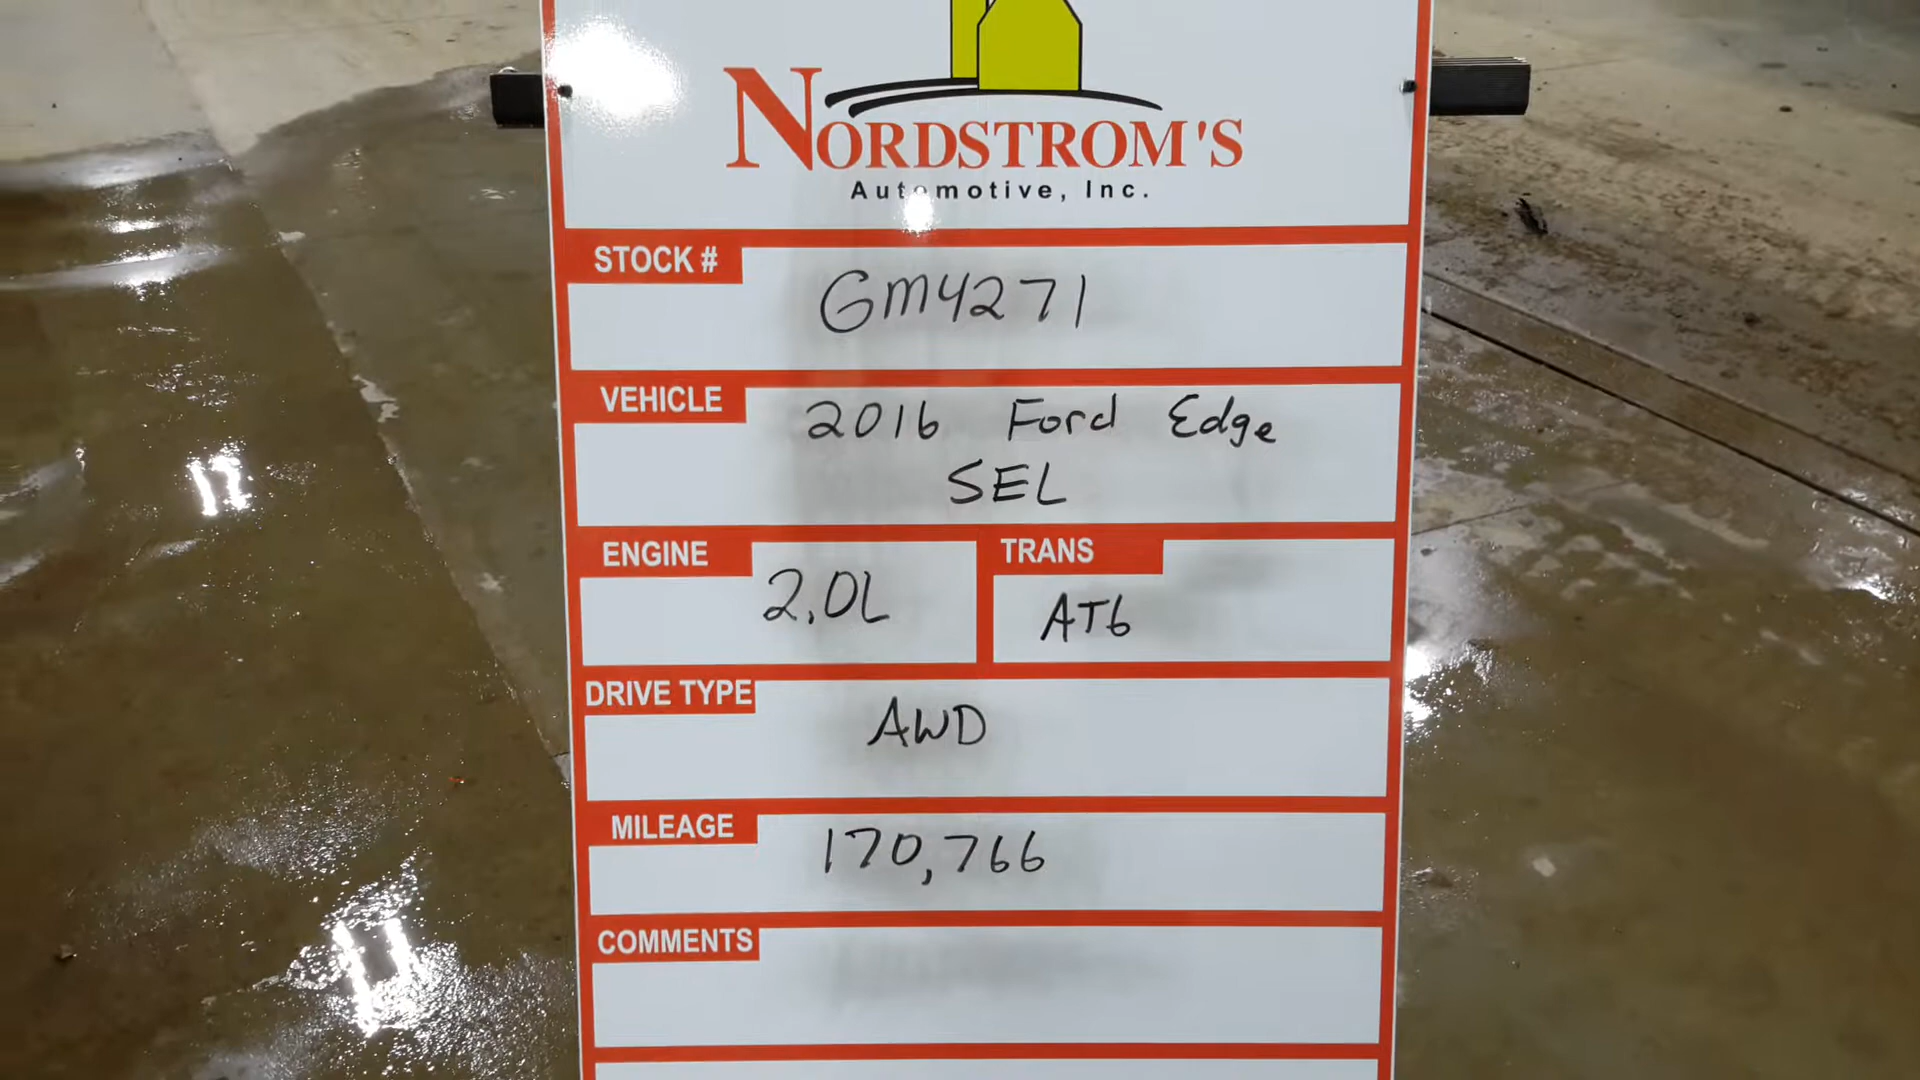 NORDSTROM'S
Automotive, Inc.
STOCK #
GM4271
VEHICLE
2016 Ford Edge
SEL
ENGINE
2.0L
TRANS
AT6
DRIVE TYPE
AWD
MILEAGE
170,766
COMMENTS